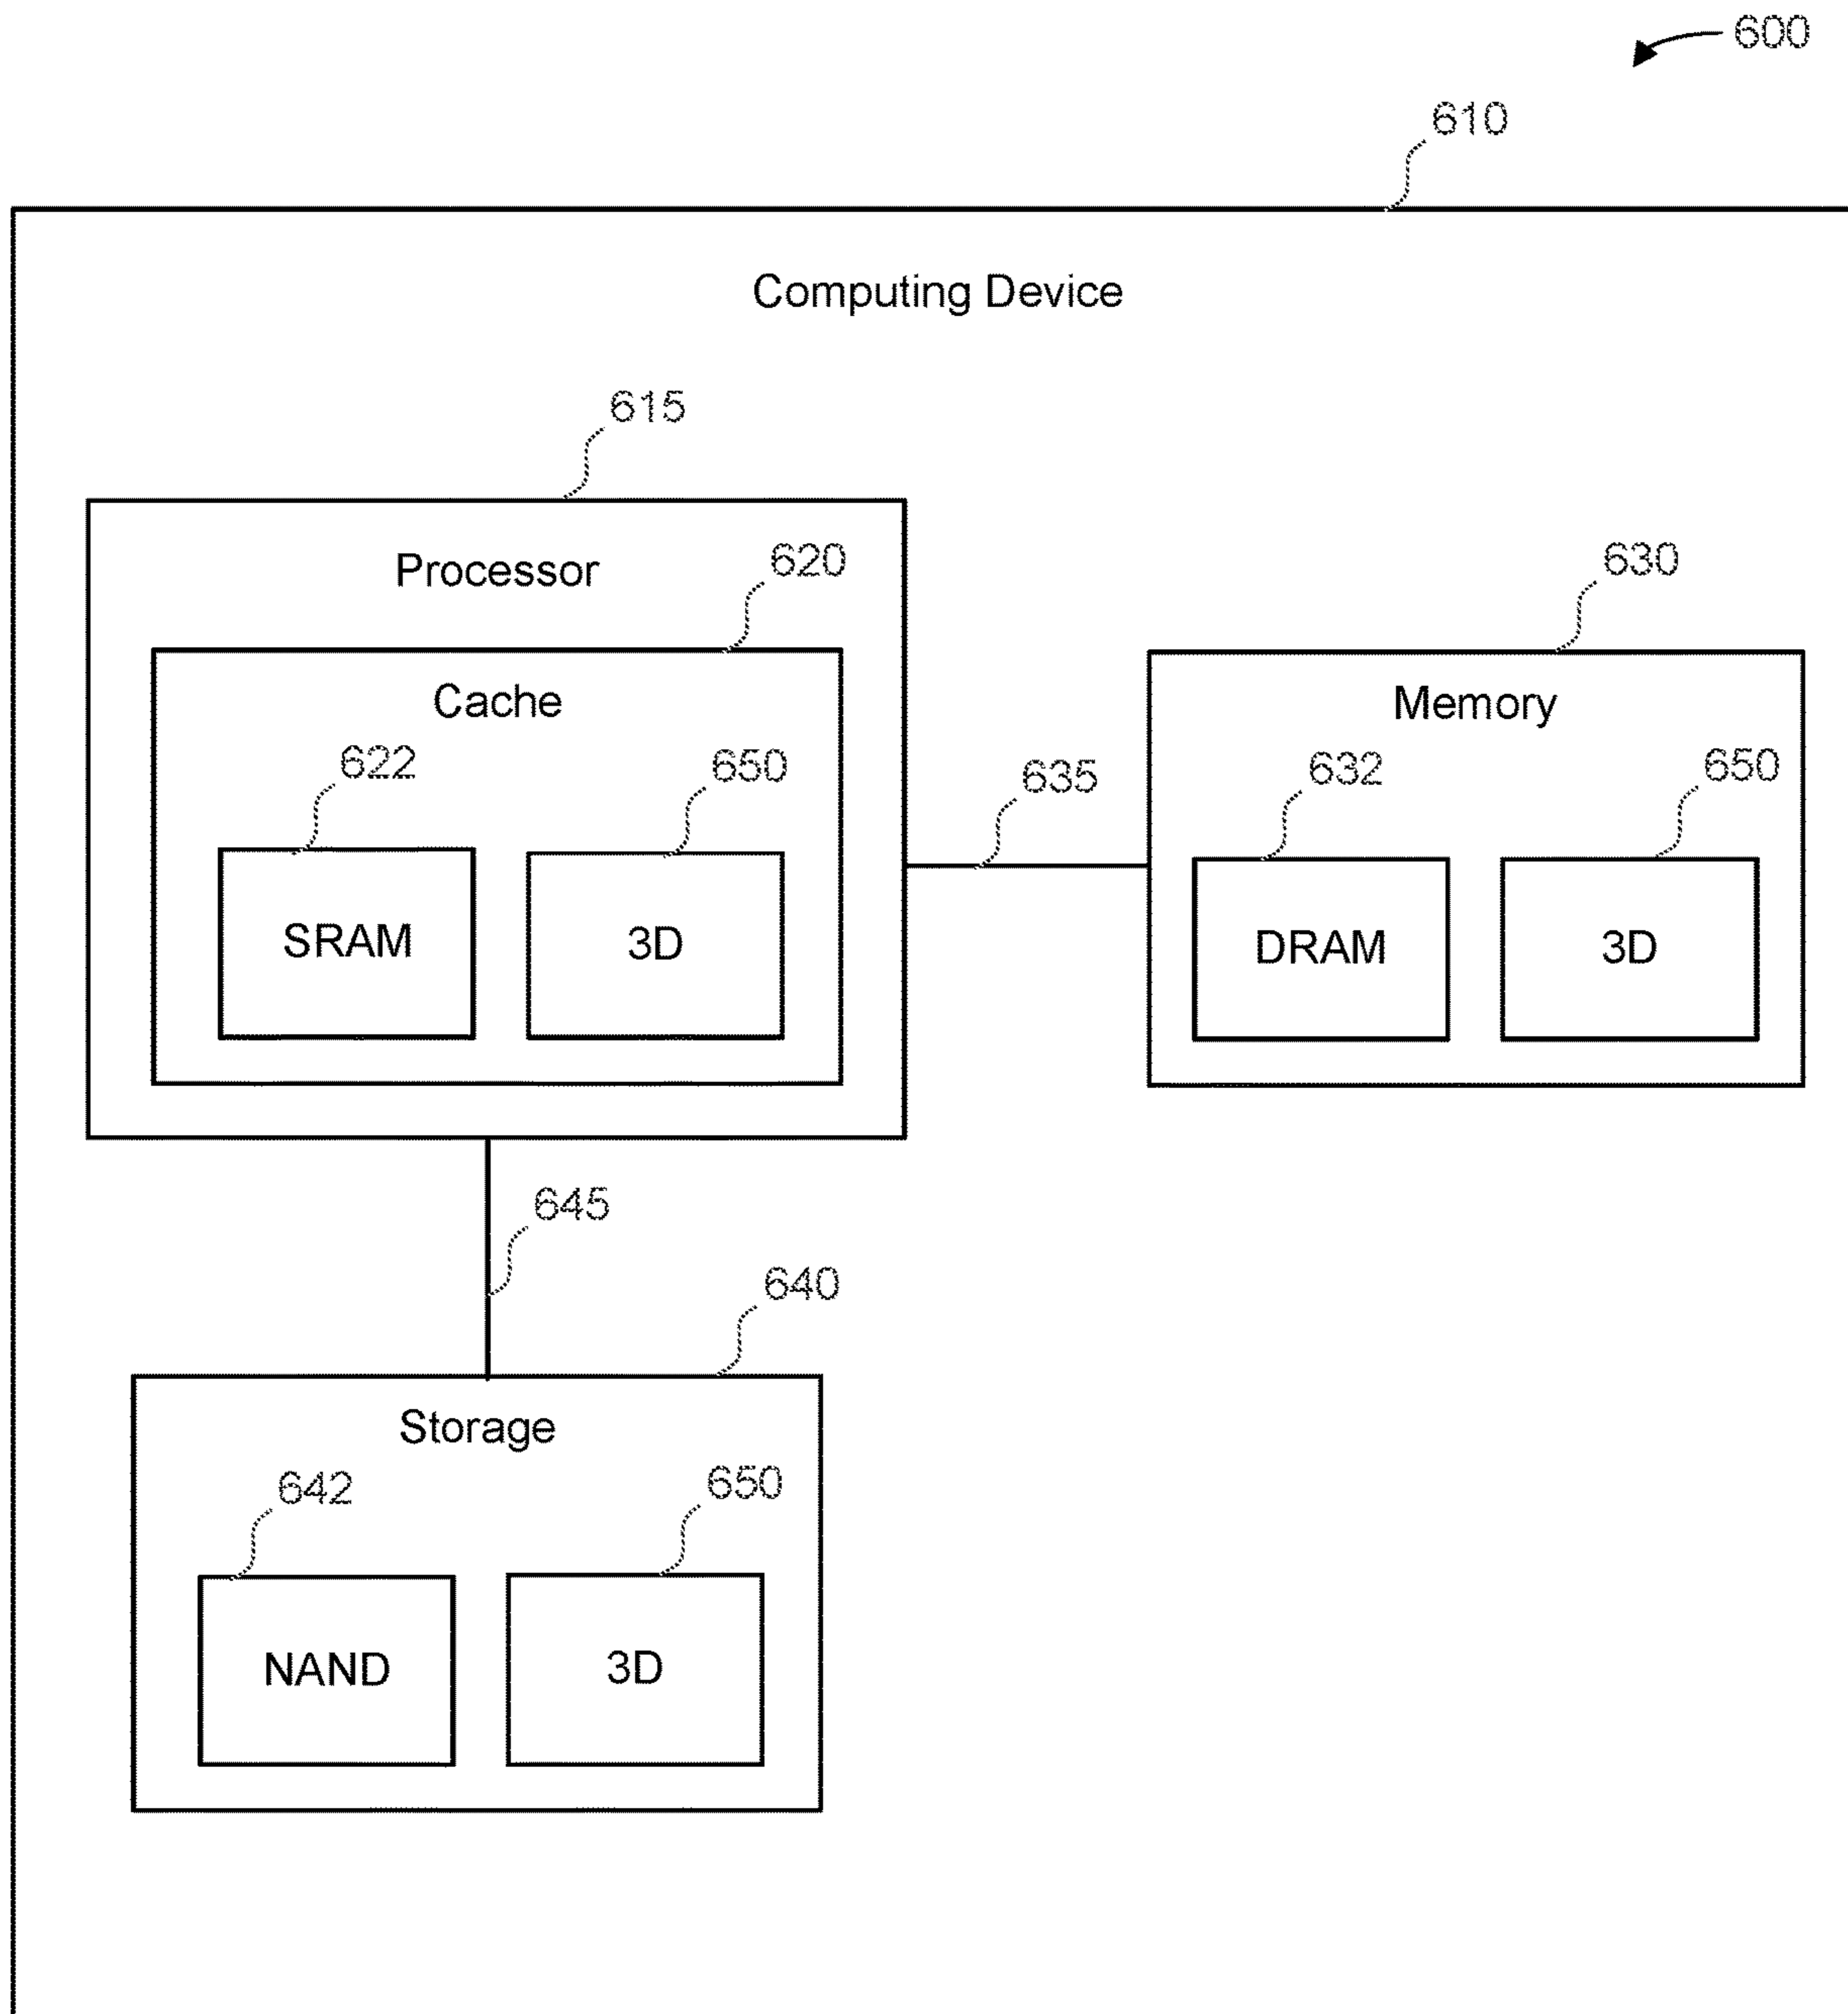 600
610
Computing Device
615
Processor
620
630
Cache
Memory
622
650
635
632
650
SRAM
3D
DRAM
3D
645
640
Storage
642
650
NAND
3D